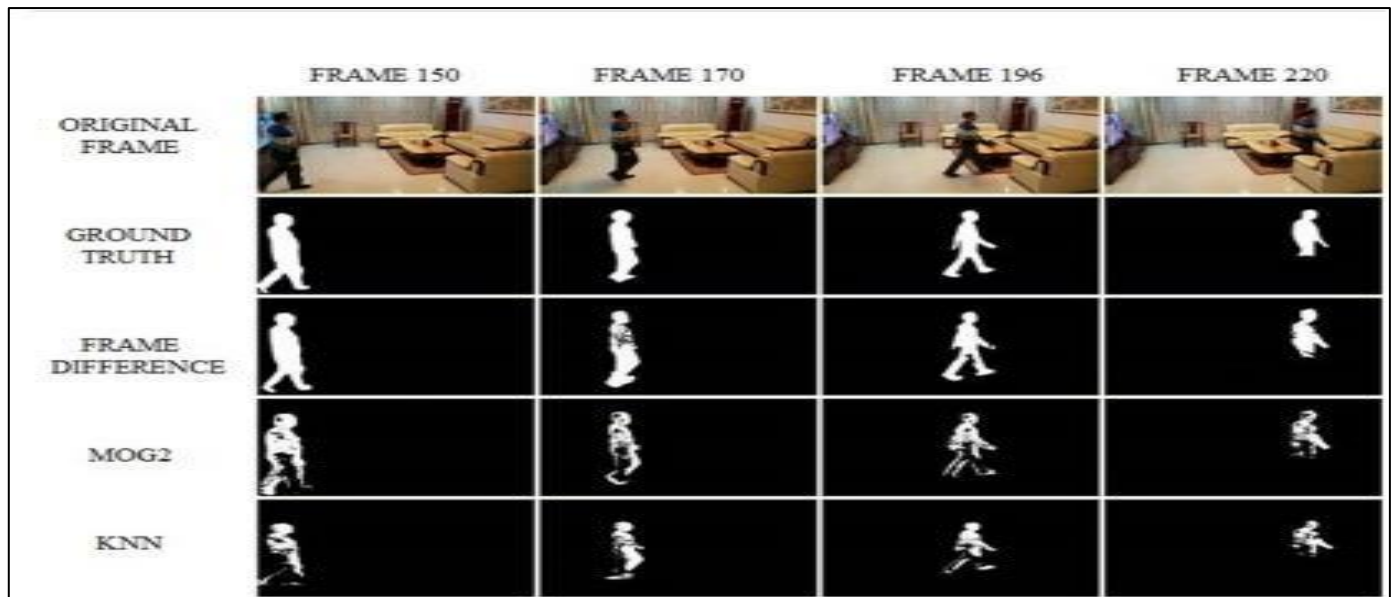 FRAME 150 FRAME 170 FRAME 196 FRAME 220
ORIGINAL
FRAME
GROUND
TRUTH
FRAME
DIFFERENCE
MOG2
KNN